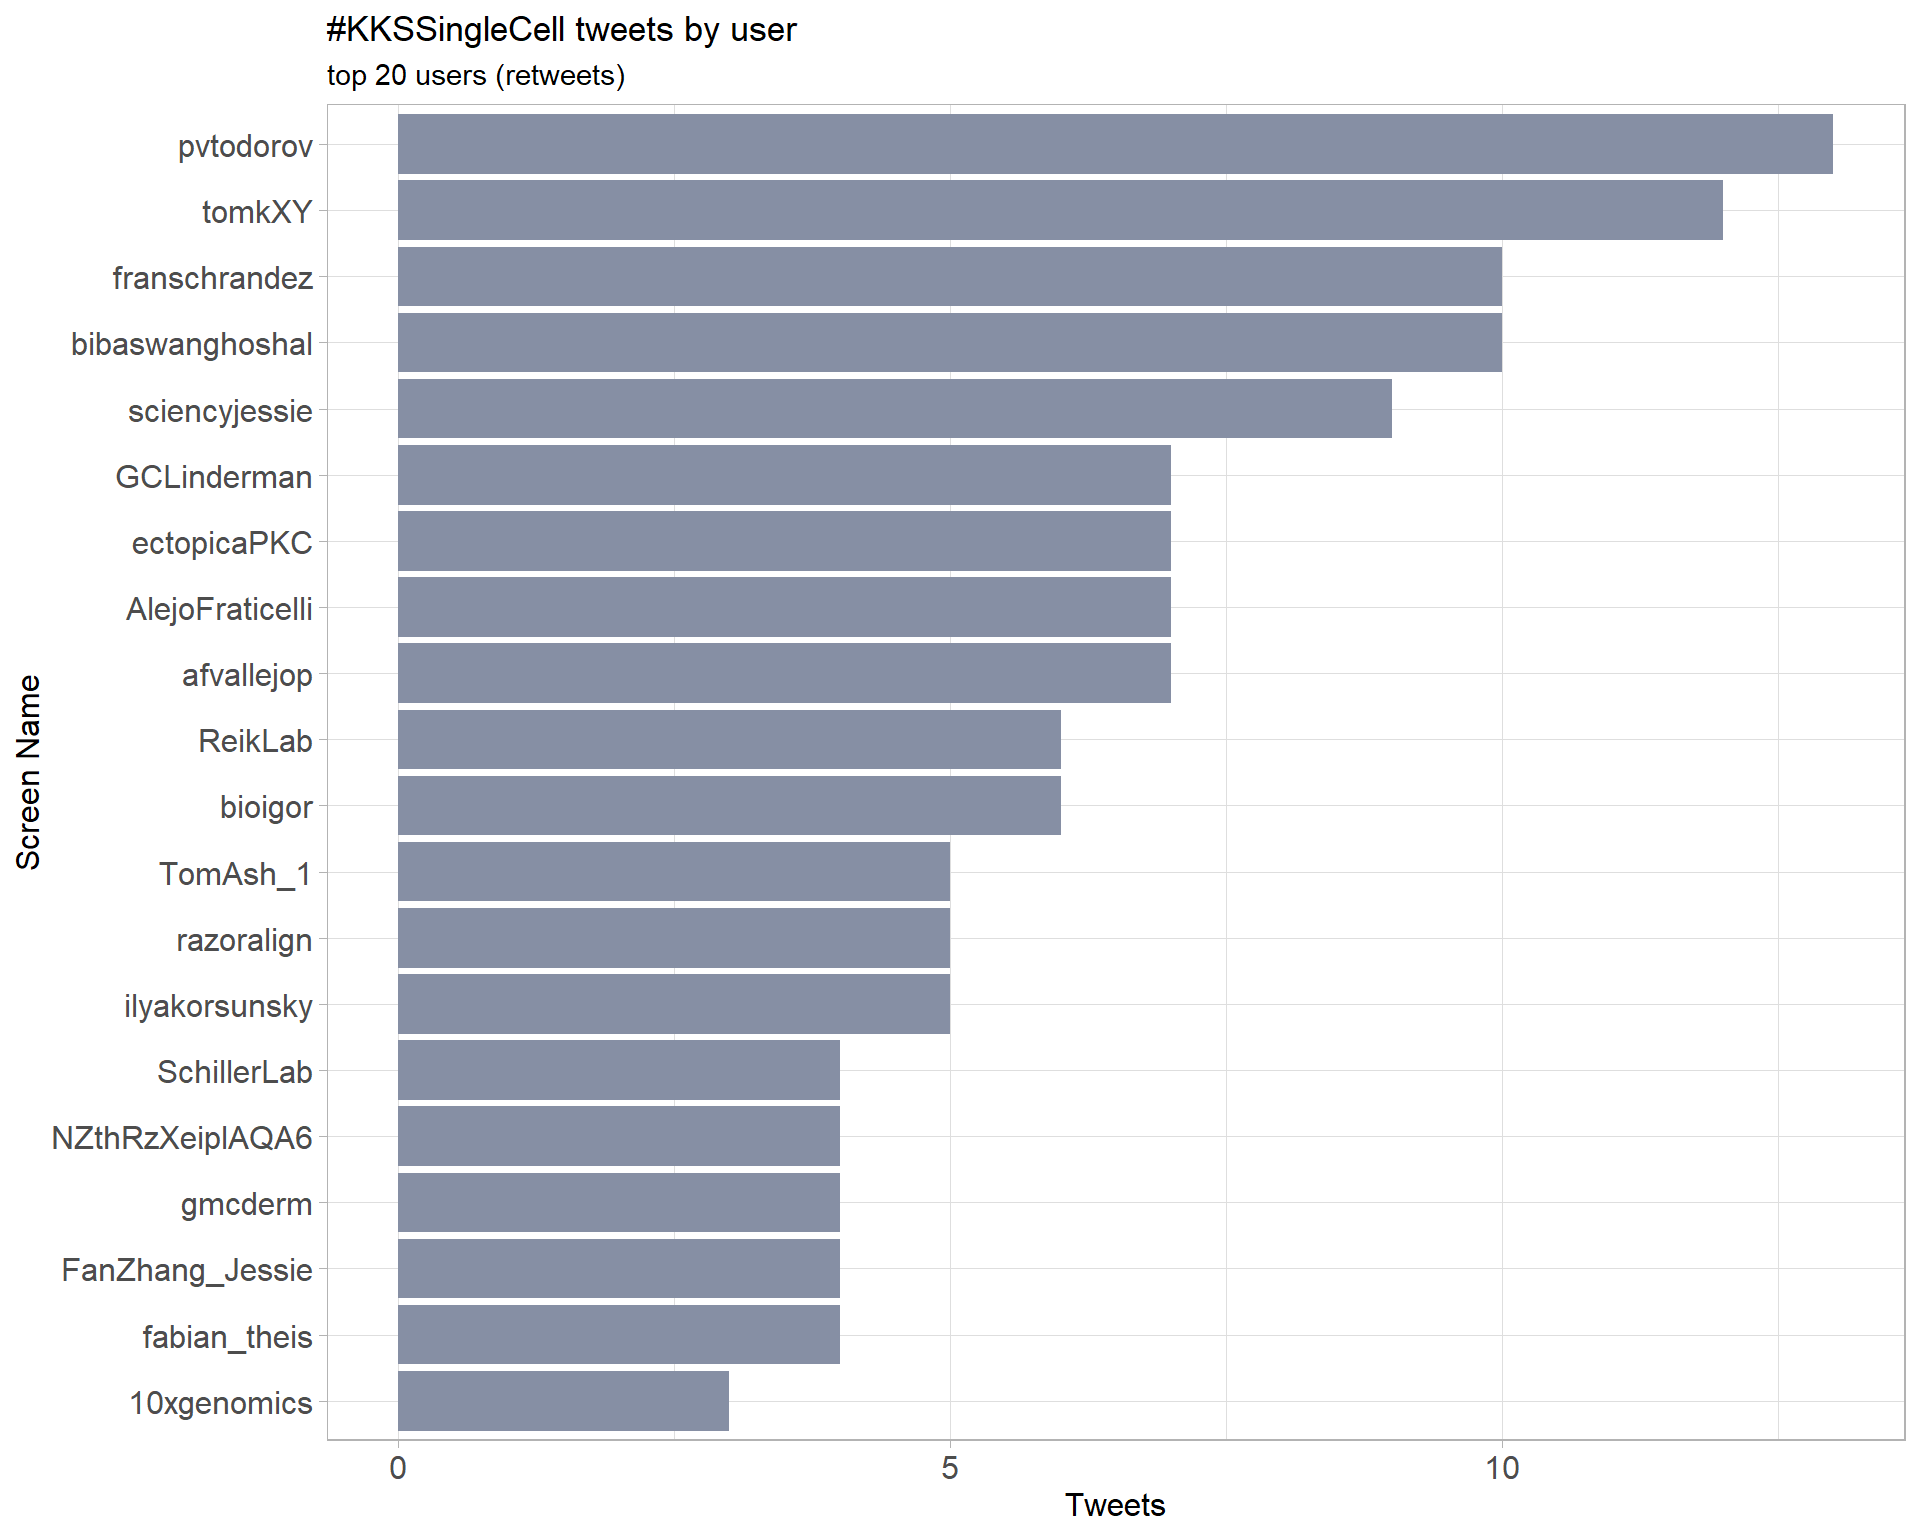 #KKSSingleCell tweets by user
top 20 users (retweets)
pvtodorov
tomkXY
franschrandez
bibaswanghoshal
sciencyjessie
GCLinderman
ectopicaPKC
AlejoFraticelli
afvallejop
ReikLab
bioigor
TomAsh_1
razoralign
ilyakorsunsky
SchillerLab
NZthRzXeiplAQA6
gmcderm
FanZhang_Jessie
fabian_theis
10xgenomics
Screen Name
0 5 10
Tweets